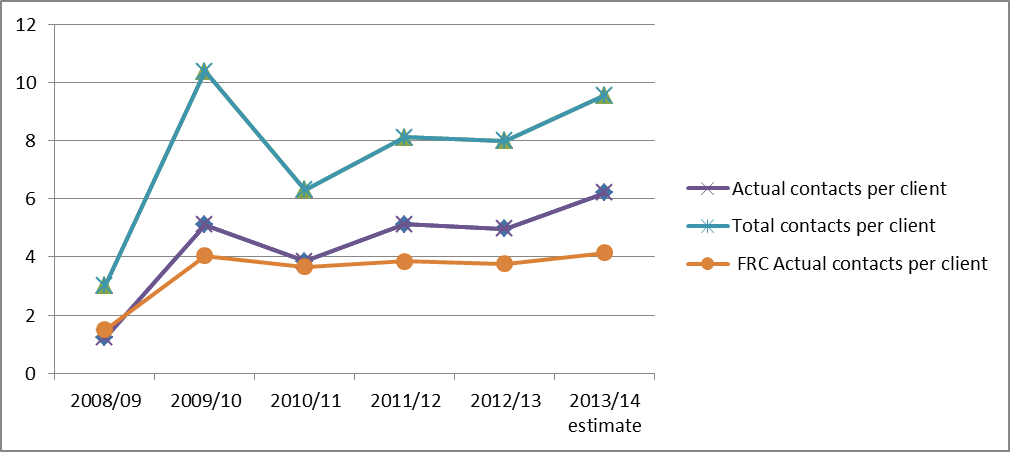 12
10
8
6
4
2
0
2008/09 2009/10 2010/11 2011/12 2012/13 2013/14
estimate
Actual contacts per client
Total contacts per client
FRC Actual contacts per client